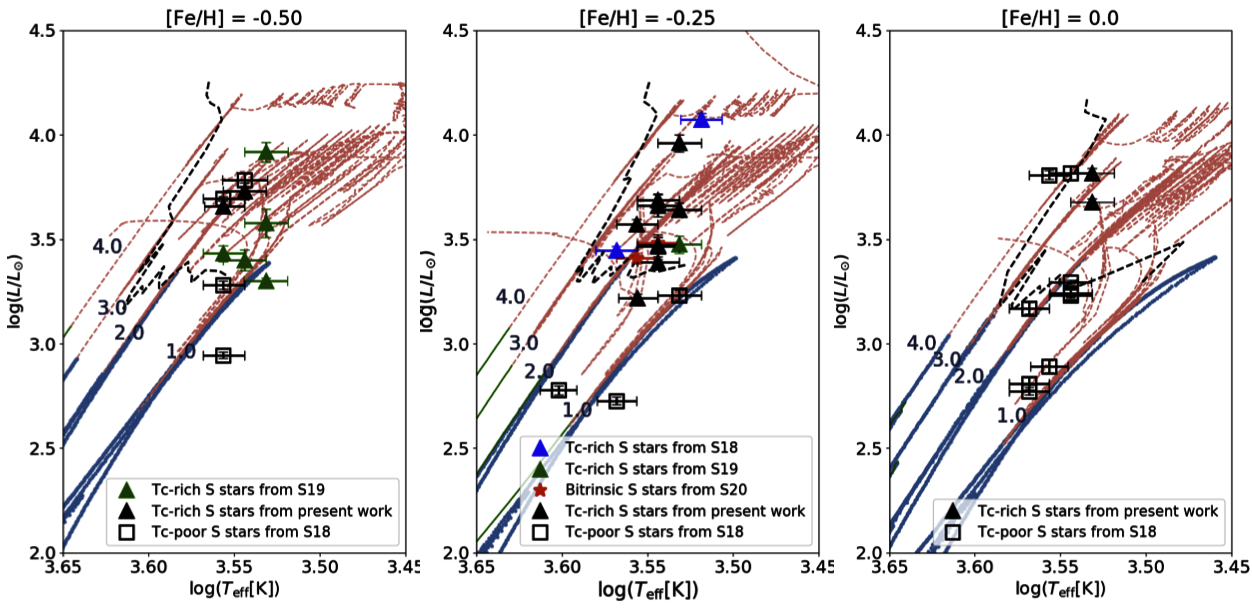 [Fe/H] = -0.50
4.5
4.0
3.5
3.0
2.5
2.0
log(L/L⊙)
4.0
3.0
2.0
1.0
Tc-rich S stars from S19
Tc-rich S stars from present work
Tc-poor S stars from S18
3.65
3.60
3.55
3.50
3.45
log(Teff[K])
[Fe/H] = -0.25
4.5
4.0
3.5
3.0
2.5
2.0
log(L/L⊙)
4.0
3.0
2.0
1.0
Tc-rich S stars from S18
Tc-rich S stars from S19
Bitrinsic S stars from S20
Tc-rich S stars from present work
Tc-poor S stars from S18
3.65
3.60
3.55
3.50
3.45
log(Teff[K])
[Fe/H] = 0.0
4.5
4.0
3.5
3.0
2.5
2.0
log(L/L⊙)
4.0
3.0
2.0
1.0
Tc-rich S stars from present work
Tc-poor S stars from S18
3.65
3.60
3.55
3.50
3.45
log(Teff[K])